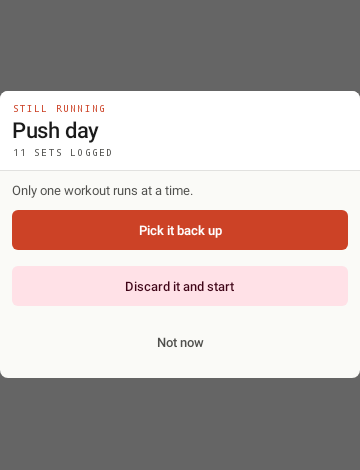 STILL RUNNING
Push day
11 SETS LOGGED
Only one workout runs at a time.
Pick it back up
Discard it and start
Not now